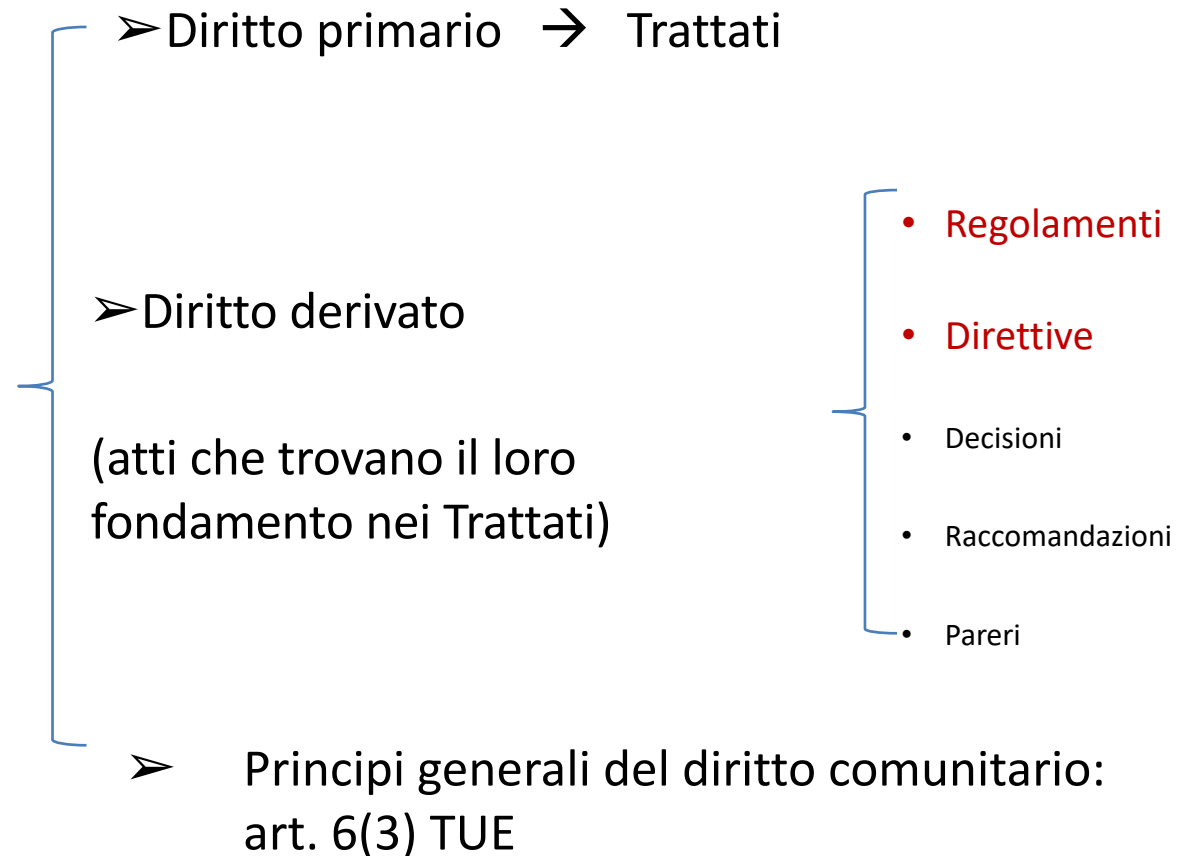 ➢Diritto primario → Trattati
• Regolamenti
➢Diritto derivato
• Direttive
(atti che trovano il loro
fondamento nei Trattati)
• Decisioni
• Raccomandazioni
• Pareri
➢ Principi generali del diritto comunitario:
art. 6(3) TUE